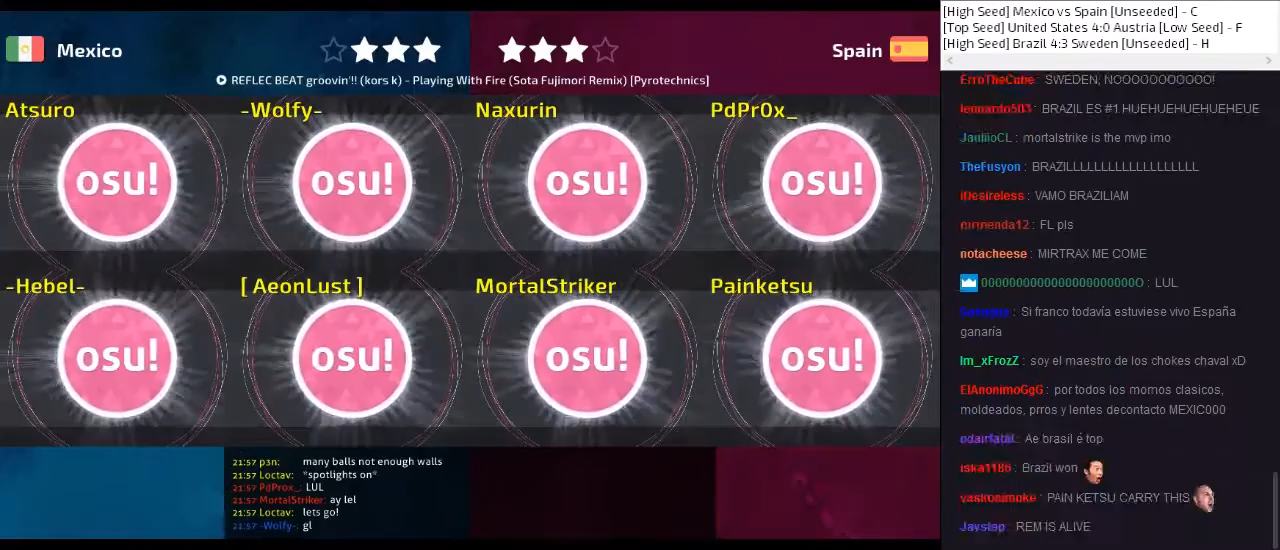 Mexico
Spain
REFLEC BEAT groovin'!! (kors k) - Playing With Fire (Sota Fujimori Remix) [Pyrotechnics]
Atsuro
-Wolfy-
Naxurin
PdPr0x_
osu!
osu!
osu!
osu!
-Hebel-
[ AeonLust ]
MortalStriker
Painketsu
osu!
osu!
osu!
osu!
21:57 p3n: many balls not enough walls
21:57 Loctav: *spotlights on*
21:57 PdPr0x_: LUL
21:57 MortalStriker: ay lel
21:57 Loctav: lets go!
21:57 -Wolfy-: gl
[High Seed] Mexico vs Spain [Unseeded] - C
[Top Seed] United States 4:0 Austria [Low Seed] - F
[High Seed] Brazil 4:3 Sweden [Unseeded] - H
ErroTheCube : SWEDEN, NOOOOOOOOOO!
leonardo503 : BRAZIL ES #1 HUEHUEHUEHUEHEUE
: mortalstrike is the mvp imo
TheFusyon : BRAZILLLLLLLLLLLLLLLLLLL
iDesireless : VAMO BRAZILIAM
: FL pls
notacheese : MIRTRAX ME COME
: LUL
: Si franco todavía estuviese vivo España
ganaría
Im_xFrozZ : soy el maestro de los chokes chaval xD
ElAnonimoGgG : por todos los momos clasicos,
moldeados, prros y lentes decontacto MEXIC000
: Ae brasil é top
iska1186 : Brazil won
: PAIN KETSU CARRY THIS
Jaystep : REM IS ALIVE